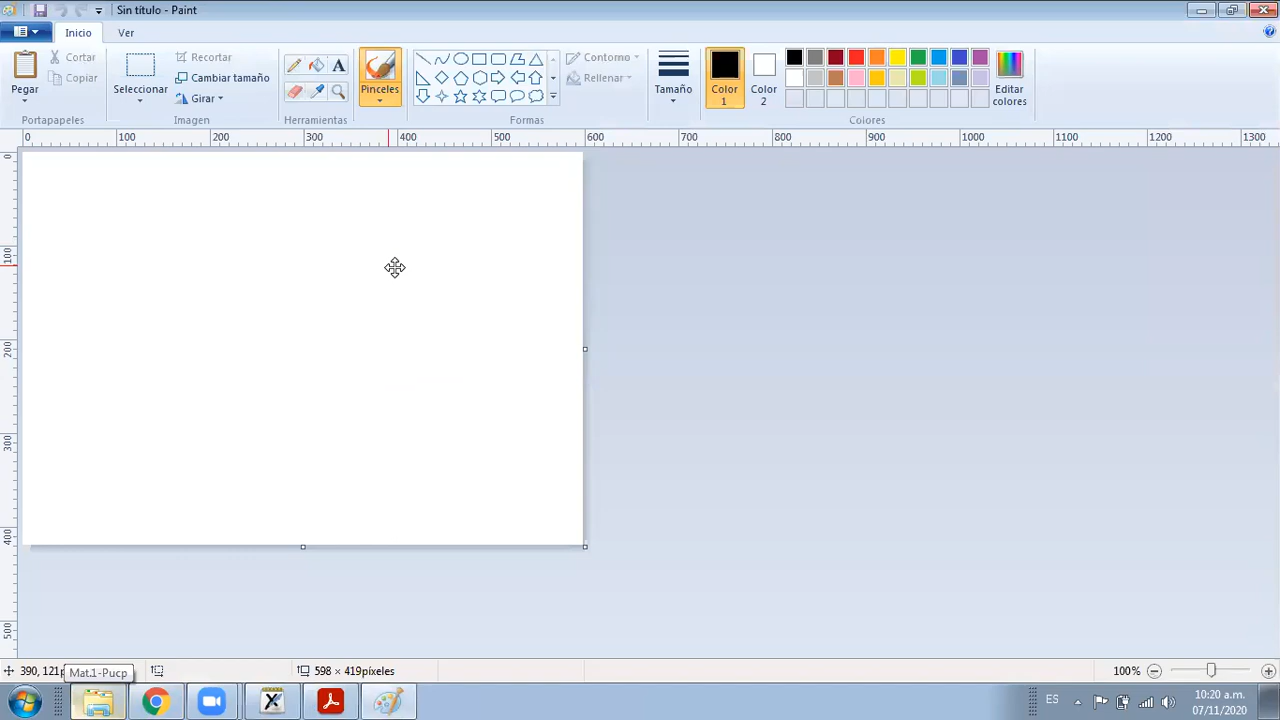 Sin título - Paint
Inicio
Ver
Pegar
Cortar
Copiar
Portapapeles
Seleccionar
Recortar
Cambiar tamaño
Girar
Imagen
A
Herramientas
Pinceles
Contorno
Rellenar
Formas
Tamaño
Color 1
Color 2
Editar colores
Colores
0 100 200 300 400 500 600 700 800 900 1000 1100 1200 1300
0
100
200
300
400
500
390, 121p
598 × 419píxeles
100%
Mat.1-Pucp
ES
10:20 a.m.
07/11/2020